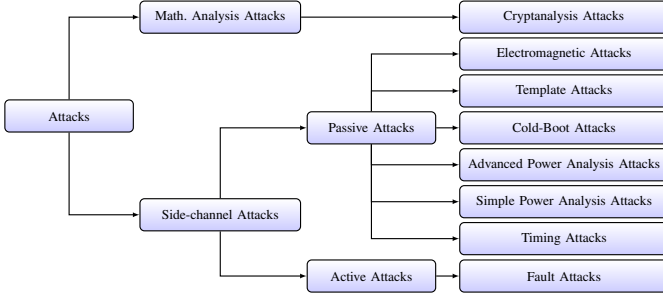 Math. Analysis Attacks
Cryptanalysis Attacks
Electromagnetic Attacks
Template Attacks
Attacks
Passive Attacks
Cold-Boot Attacks
Advanced Power Analysis Attacks
Side-channel Attacks
Simple Power Analysis Attacks
Timing Attacks
Active Attacks
Fault Attacks